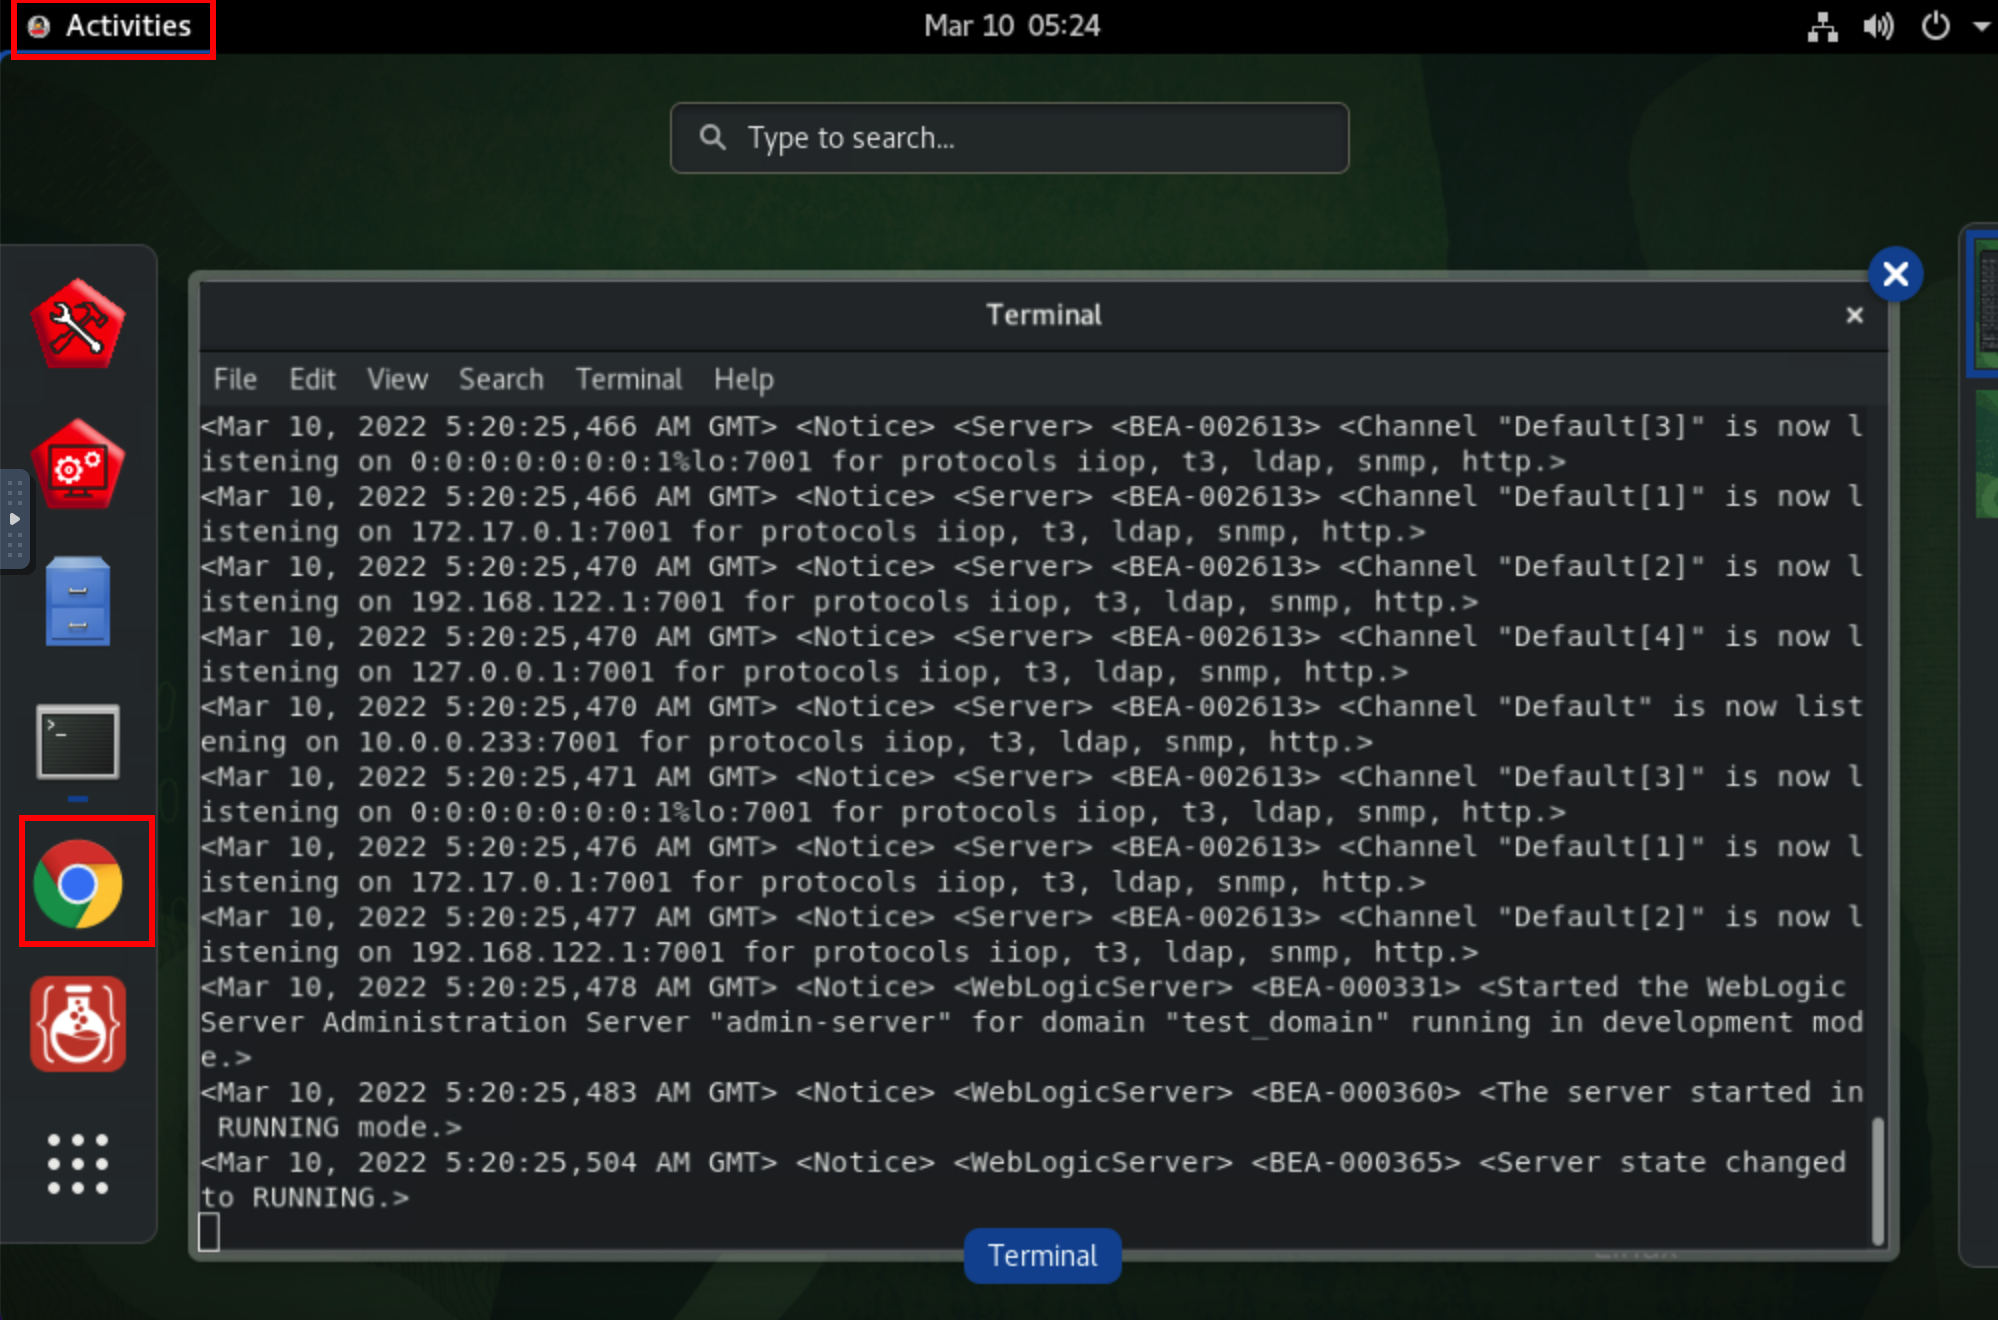 Activities
Mar 10 05:24
Type to search...
Terminal
File Edit View Search Terminal Help
<Mar 10, 2022 5:20:25,466 AM GMT> <Notice> <Server> <BEA-002613> <Channel "Default[3]" is now l
istening on 0:0:0:0:0:0:0:1%lo:7001 for protocols iiop, t3, ldap, snmp, http.>
<Mar 10, 2022 5:20:25,466 AM GMT> <Notice> <Server> <BEA-002613> <Channel "Default[1]" is now l
istening on 172.17.0.1:7001 for protocols iiop, t3, ldap, snmp, http.>
<Mar 10, 2022 5:20:25,470 AM GMT> <Notice> <Server> <BEA-002613> <Channel "Default[2]" is now l
istening on 192.168.122.1:7001 for protocols iiop, t3, ldap, snmp, http.>
<Mar 10, 2022 5:20:25,470 AM GMT> <Notice> <Server> <BEA-002613> <Channel "Default[4]" is now l
istening on 127.0.0.1:7001 for protocols iiop, t3, ldap, snmp, http.>
<Mar 10, 2022 5:20:25,470 AM GMT> <Notice> <Server> <BEA-002613> <Channel "Default" is now list
ening on 10.0.0.233:7001 for protocols iiop, t3, ldap, snmp, http.>
<Mar 10, 2022 5:20:25,471 AM GMT> <Notice> <Server> <BEA-002613> <Channel "Default[3]" is now l
istening on 0:0:0:0:0:0:0:1%lo:7001 for protocols iiop, t3, ldap, snmp, http.>
<Mar 10, 2022 5:20:25,476 AM GMT> <Notice> <Server> <BEA-002613> <Channel "Default[1]" is now l
istening on 172.17.0.1:7001 for protocols iiop, t3, ldap, snmp, http.>
<Mar 10, 2022 5:20:25,477 AM GMT> <Notice> <Server> <BEA-002613> <Channel "Default[2]" is now l
istening on 192.168.122.1:7001 for protocols iiop, t3, ldap, snmp, http.>
<Mar 10, 2022 5:20:25,478 AM GMT> <Notice> <WebLogicServer> <BEA-000331> <Started the WebLogic
Server Administration Server "admin-server" for domain "test_domain" running in development mod
e.>
<Mar 10, 2022 5:20:25,483 AM GMT> <Notice> <WebLogicServer> <BEA-000360> <The server started in
RUNNING mode.>
<Mar 10, 2022 5:20:25,504 AM GMT> <Notice> <WebLogicServer> <BEA-000365> <Server state changed
to RUNNING.>
Terminal